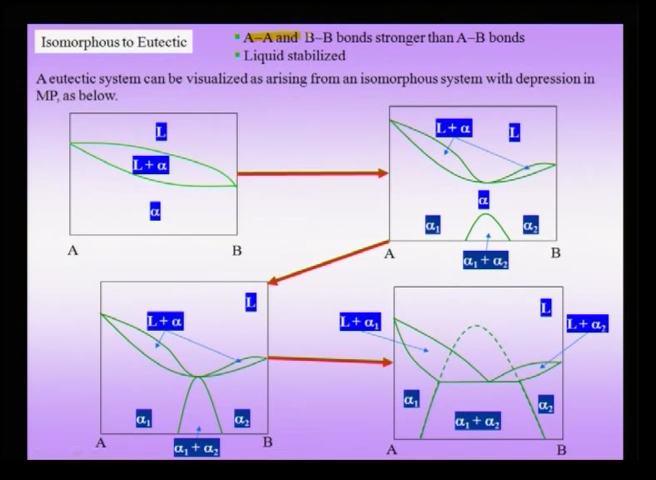 Isomorphous to Eutectic
▪ A–A and B–B bonds stronger than A–B bonds
▪ Liquid stabilized
A eutectic system can be visualized as arising from an isomorphous system with depression in
MP, as below.
L
L + α
α
A B
L + α
L
α
α₁ α₂
α₁ + α₂
A B
L
L + α
α₁ α₂
α₁ + α₂
A B
L
L + α₁
L + α₂
α₁
α₂
α₁ + α₂
A B